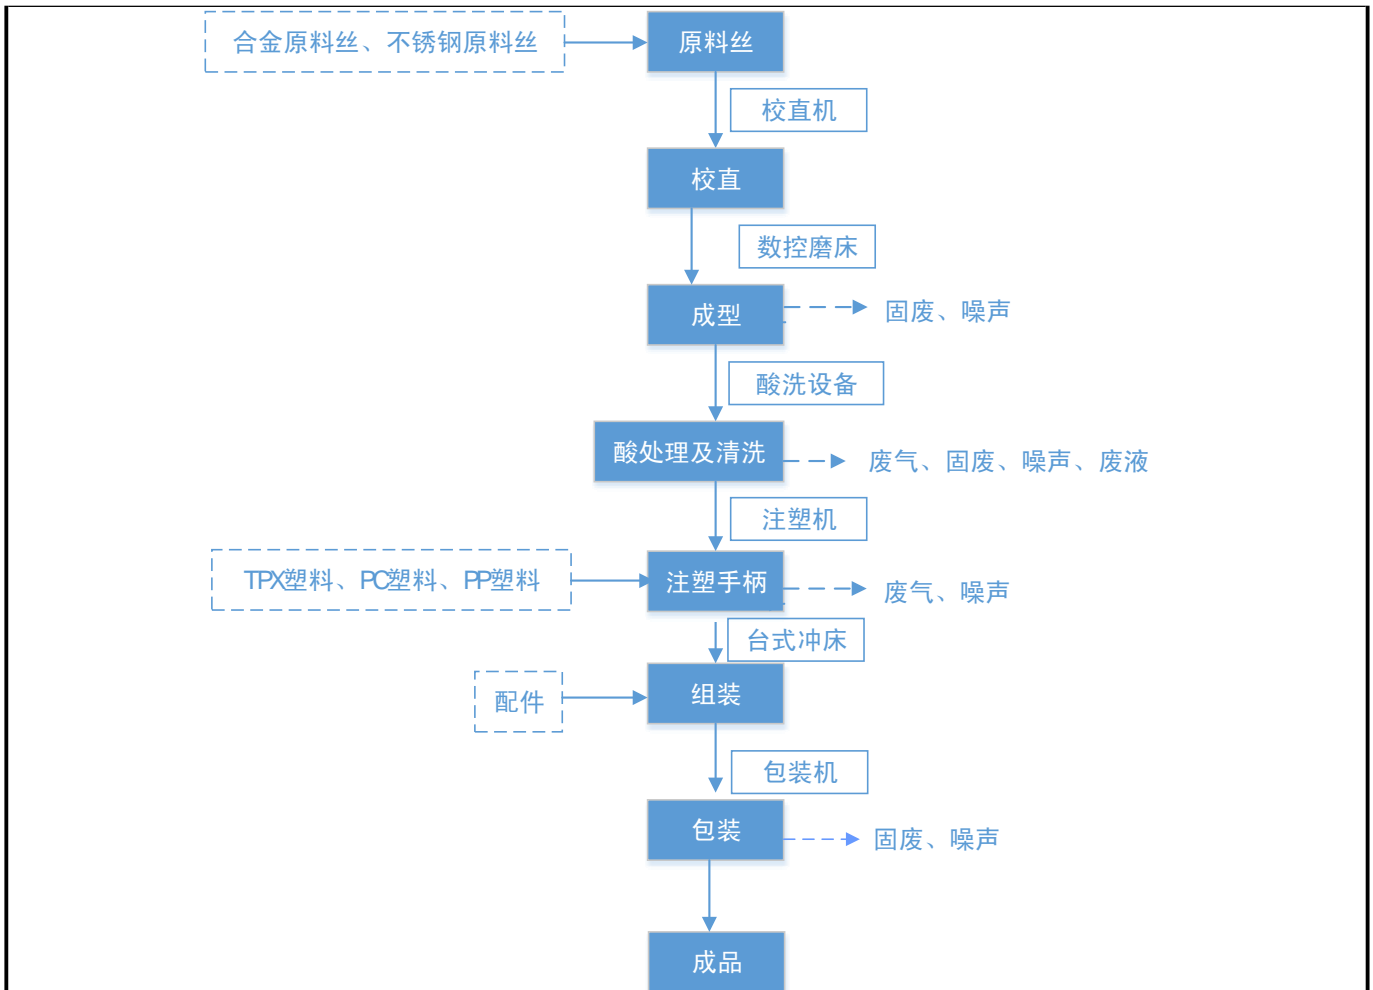 合金原料丝、不锈钢原料丝
原料丝
校直机
校直
数控磨床
成型
固废、噪声
酸洗设备
酸处理及清洗
废气、固废、噪声、废液
注塑机
TPX塑料、PC塑料、PP塑料
注塑手柄
废气、噪声
台式冲床
配件
组装
包装机
包装
固废、噪声
成品